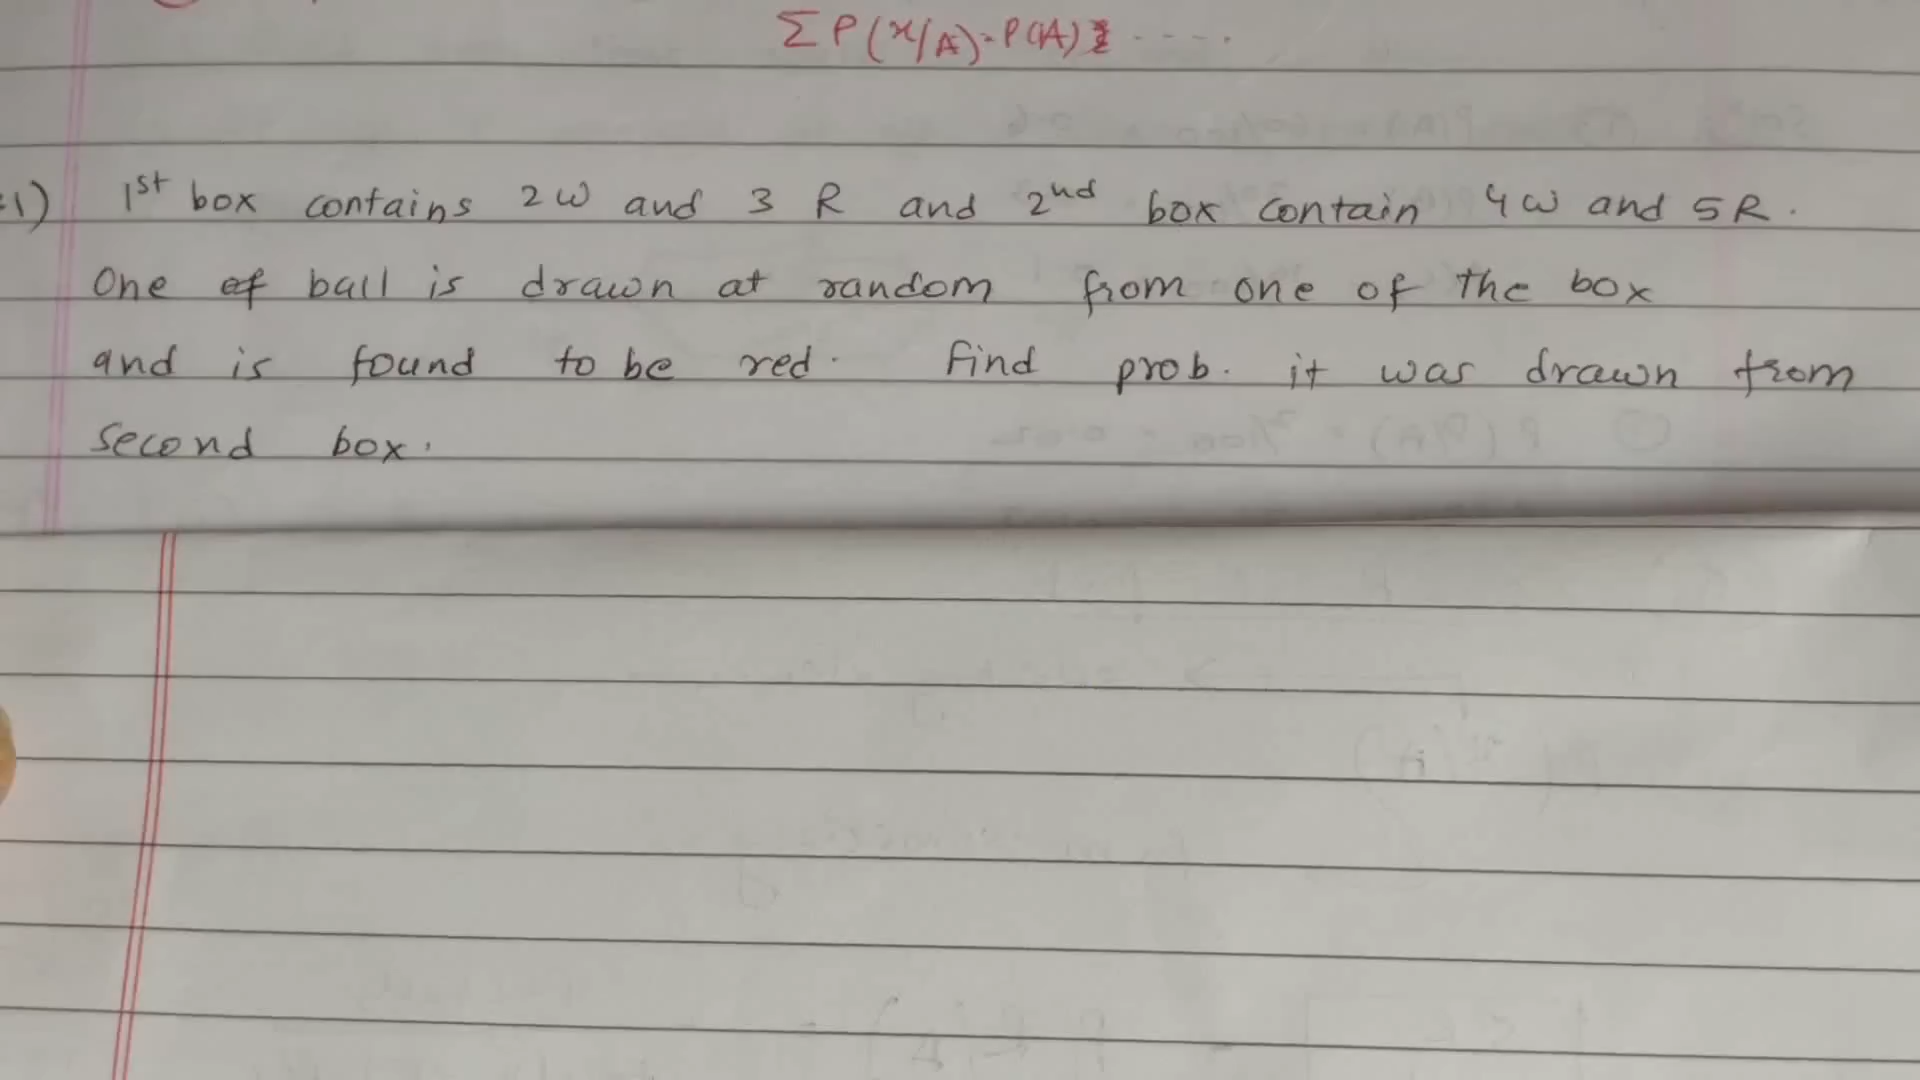 Σ P(x/A) · P(A) ....
1) 1st box contains 2W and 3 R and 2nd box contain 4W and 5R.
One of ball is drawn at random from one of the box
and is found to be red. Find prob. it was drawn from
second box.